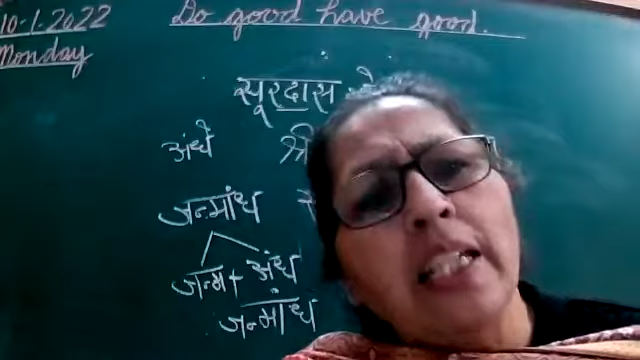 10-1-2022
Monday
Do good have good.
सूरदास के
अंधे श्री
जन्मांध
जन्म + अंध
जन्मांध